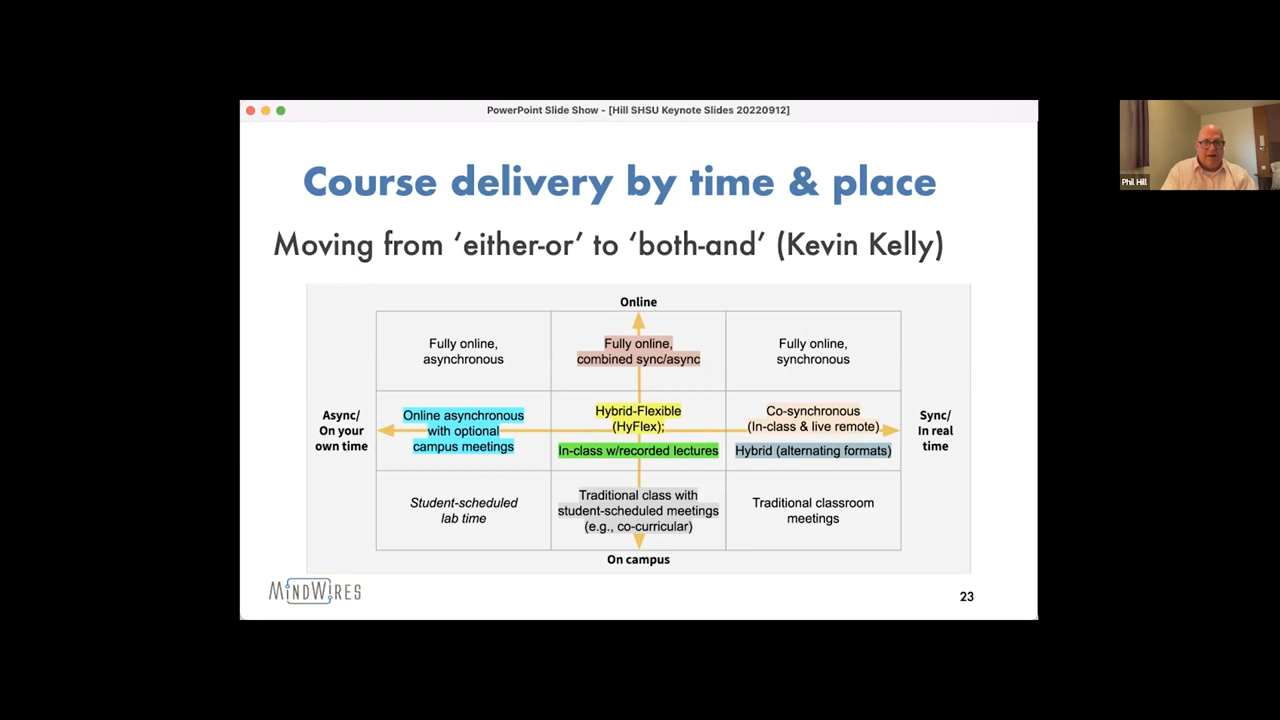 PowerPoint Slide Show - [Hill SHSU Keynote Slides 20220912]
Course delivery by time & place
Moving from ‘either-or’ to ‘both-and’ (Kevin Kelly)
Online
Fully online,
asynchronous
Fully online,
combined sync/async
Fully online,
synchronous
Async/
On your
own time
Online asynchronous
with optional
campus meetings
Hybrid-Flexible
(HyFlex);
In-class w/recorded lectures
Co-synchronous
(In-class & live remote)
Hybrid (alternating formats)
Sync/
In real
time
Student-scheduled
lab time
Traditional class with
student-scheduled meetings
(e.g., co-curricular)
Traditional classroom
meetings
On campus
MINDWIRES
23
Phil Hill